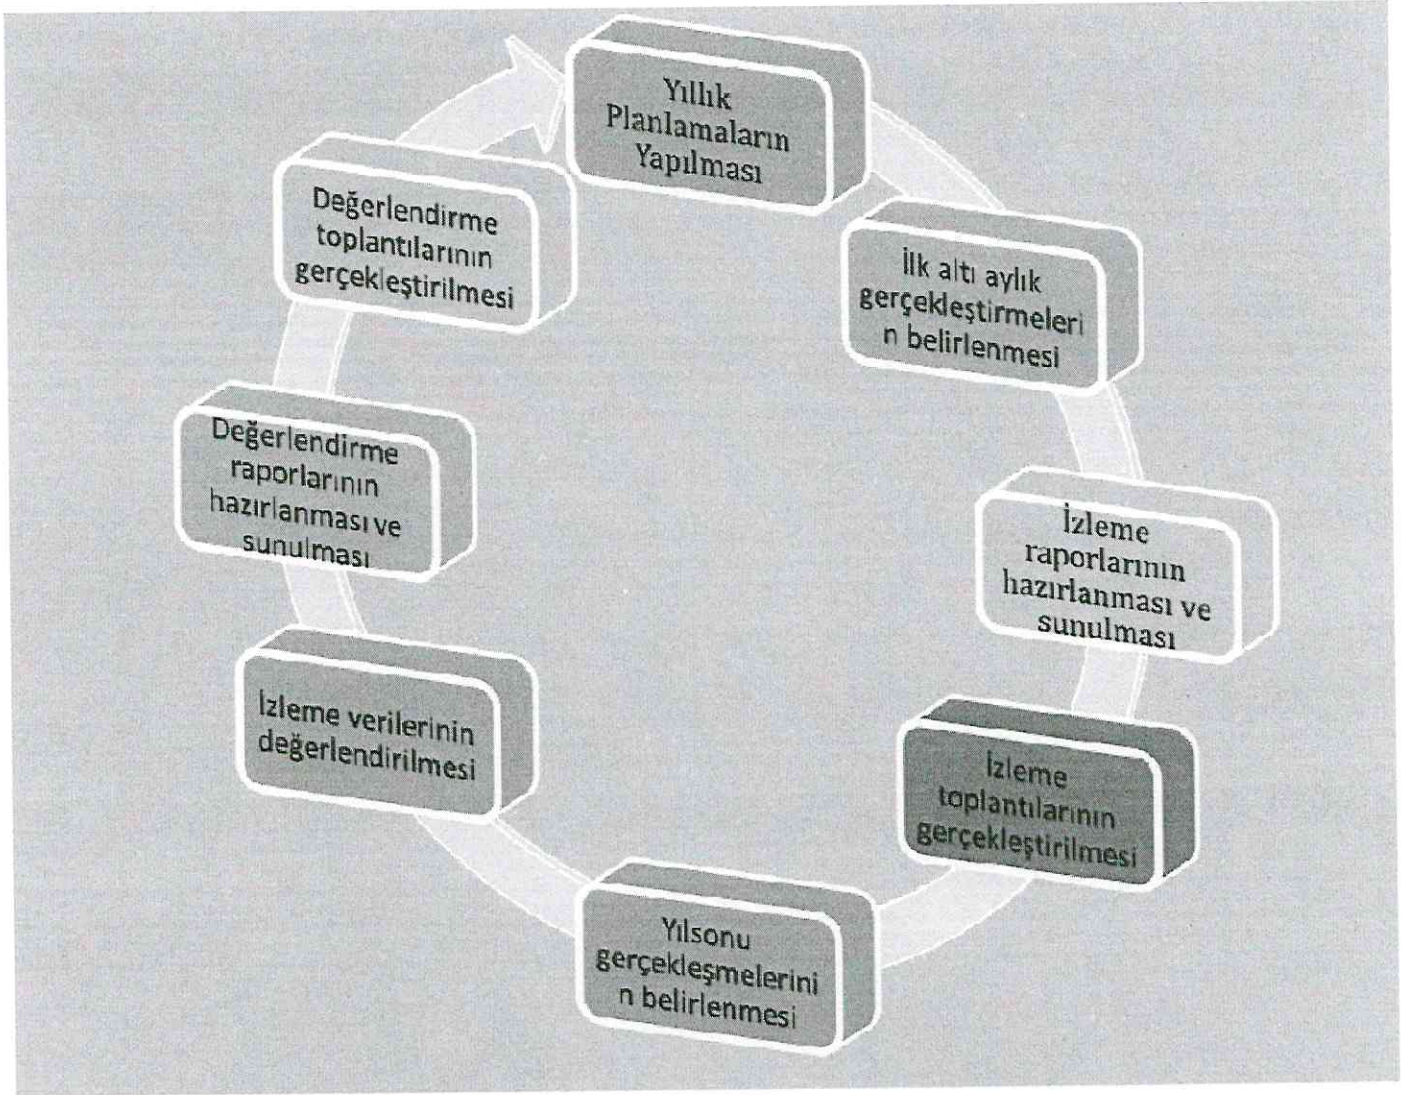 Yıllık
Planlamaların
Yapılması
İlk altı aylık
gerçekleştirmeleri
n belirlenmesi
İzleme
raporlarının
hazırlanması ve
sunulması
İzleme
toplantılarının
gerçekleştirilmesi
Yılsonu
gerçekleşmelerini
n belirlenmesi
İzleme verilerinin
değerlendirilmesi
Değerlendirme
raporlarının
hazırlanması ve
sunulması
Değerlendirme
toplantılarının
gerçekleştirilmesi